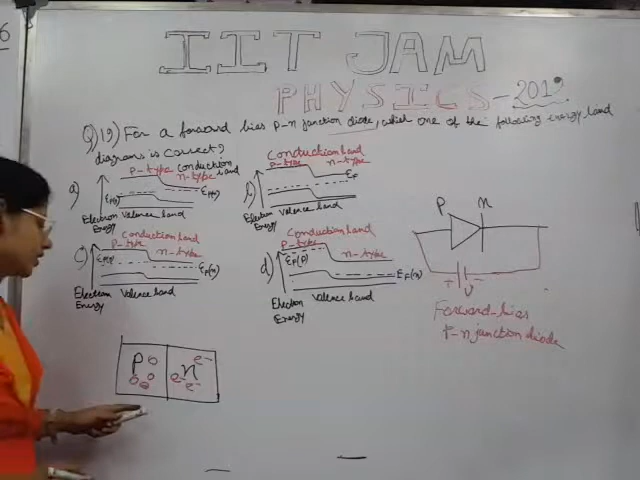 6
IIT JAM
PHYSICS - 2019
Q)19) For a forward bias P-n junction diode, which one of the following energy band
diagrams is correct?
a)
p-type conduction
n-type band
Electron
Energy
Valence band
b)
Conduction band
p-type n-type
EF
Electron
Energy
Valence band
c)
Conduction band
p-type n-type
EF(n)
Electron
Energy
Valence band
d)
Conduction band
p-type n-type
EF(p)
EF(n)
Electron
Energy
Valence band
P n
+ V -
Forward-bias
P-n junction diode
P n
e- e- e-